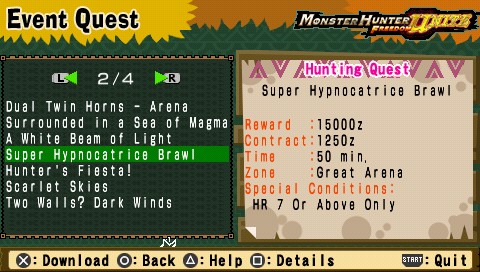 Event Quest
MONSTER HUNTER
FREEDOM UNITE
L 2/4 R
Dual Twin Horns - Arena
Surrounded in a Sea of Magma
A White Beam of Light
Super Hypnocatrice Brawl
Hunter's Fiesta!
Scarlet Skies
Two Walls? Dark Winds
Hunting Quest
Super Hypnocatrice Brawl
Reward :15000z
Contract:1250z
Time :50 min.
Zone :Great Arena
Special Conditions:
HR 7 Or Above Only
: Download : Back : Help : Details START : Quit